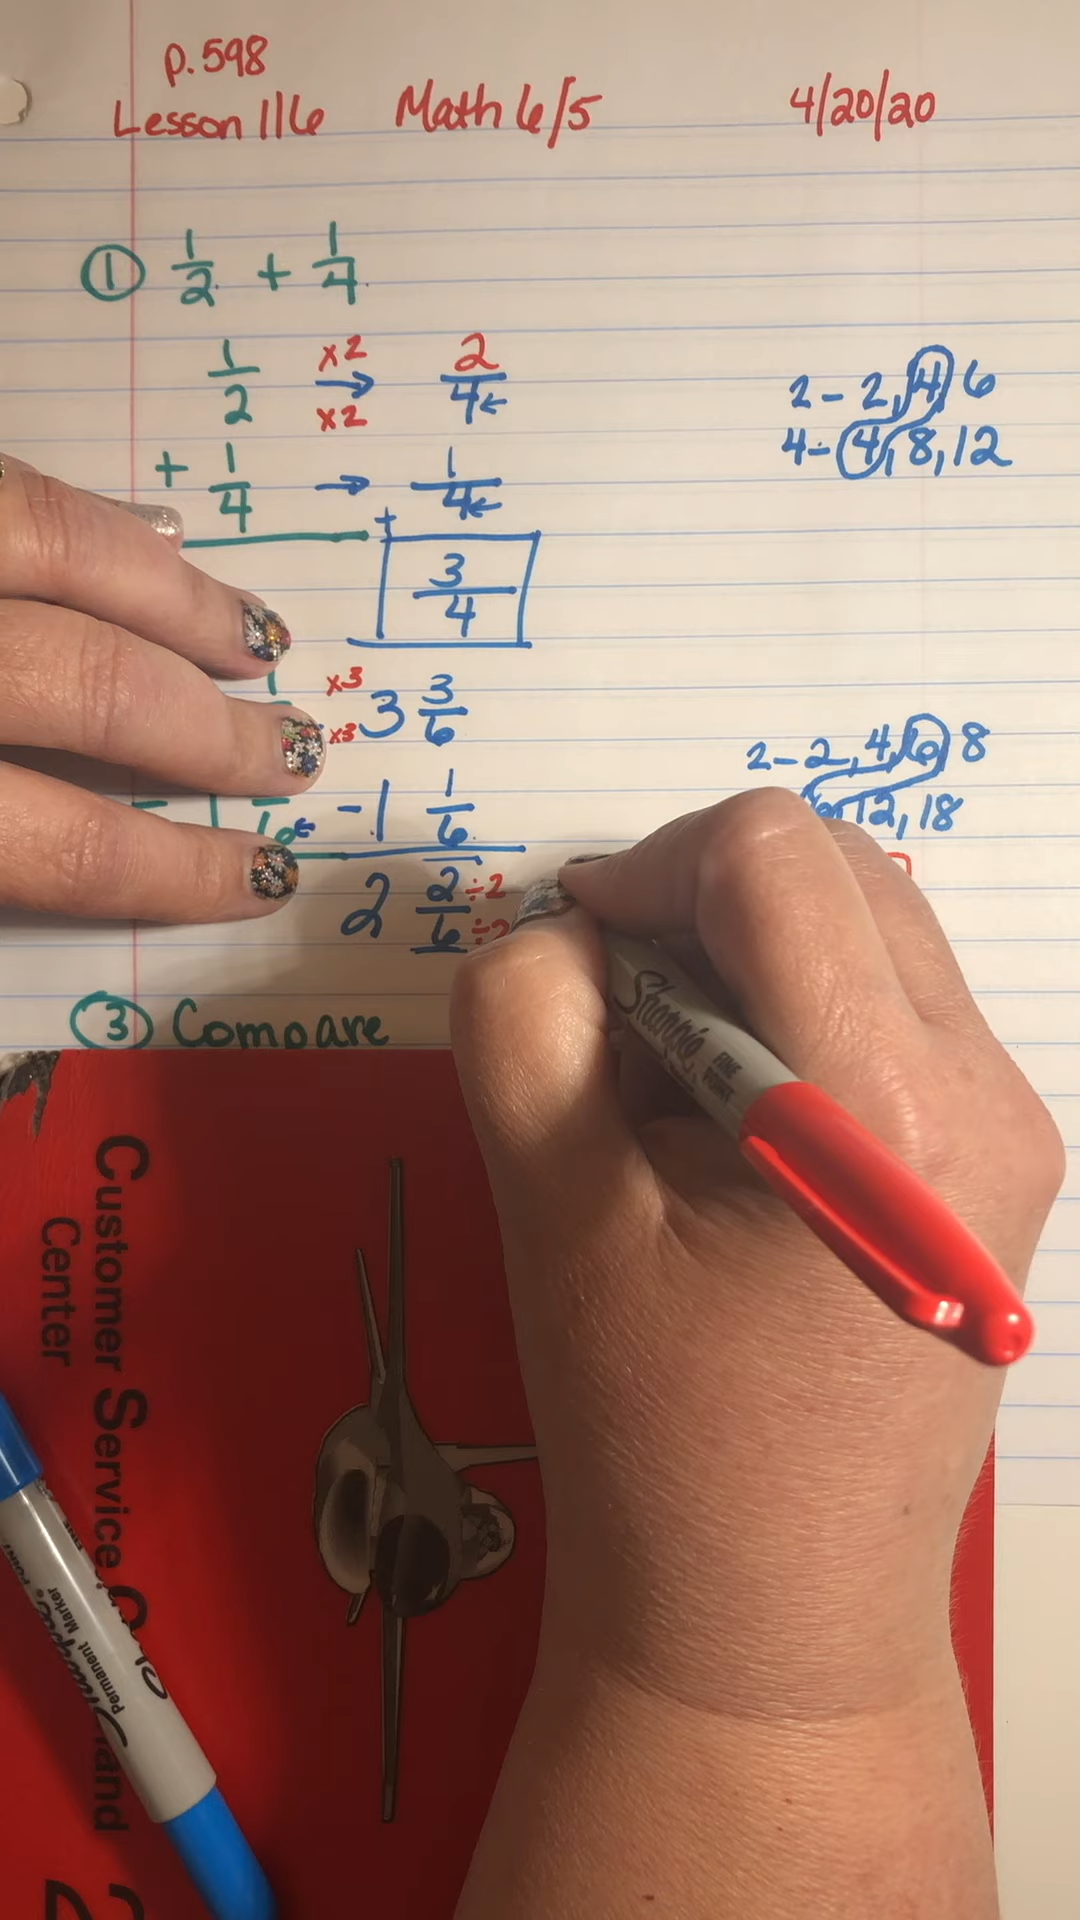 p.598
Lesson 116 Math 6/5 4/20/20
① 1/2 + 1/4
1/2 ×2 → ×2 2/4 ← 2 - 2, 4, 6
+ 1/4 → 1/4 ← 4 - 4, 8, 12
+
3/4
×3 ×3 3 3/6 2 - 2, 4, 6, 8
- 1 1/6 ← -1 1/6 12, 18
2 2/6 ÷2 ÷2
③ Compare
Customer Service
Center
Sharpie
FINE POINT
Permanent Marker